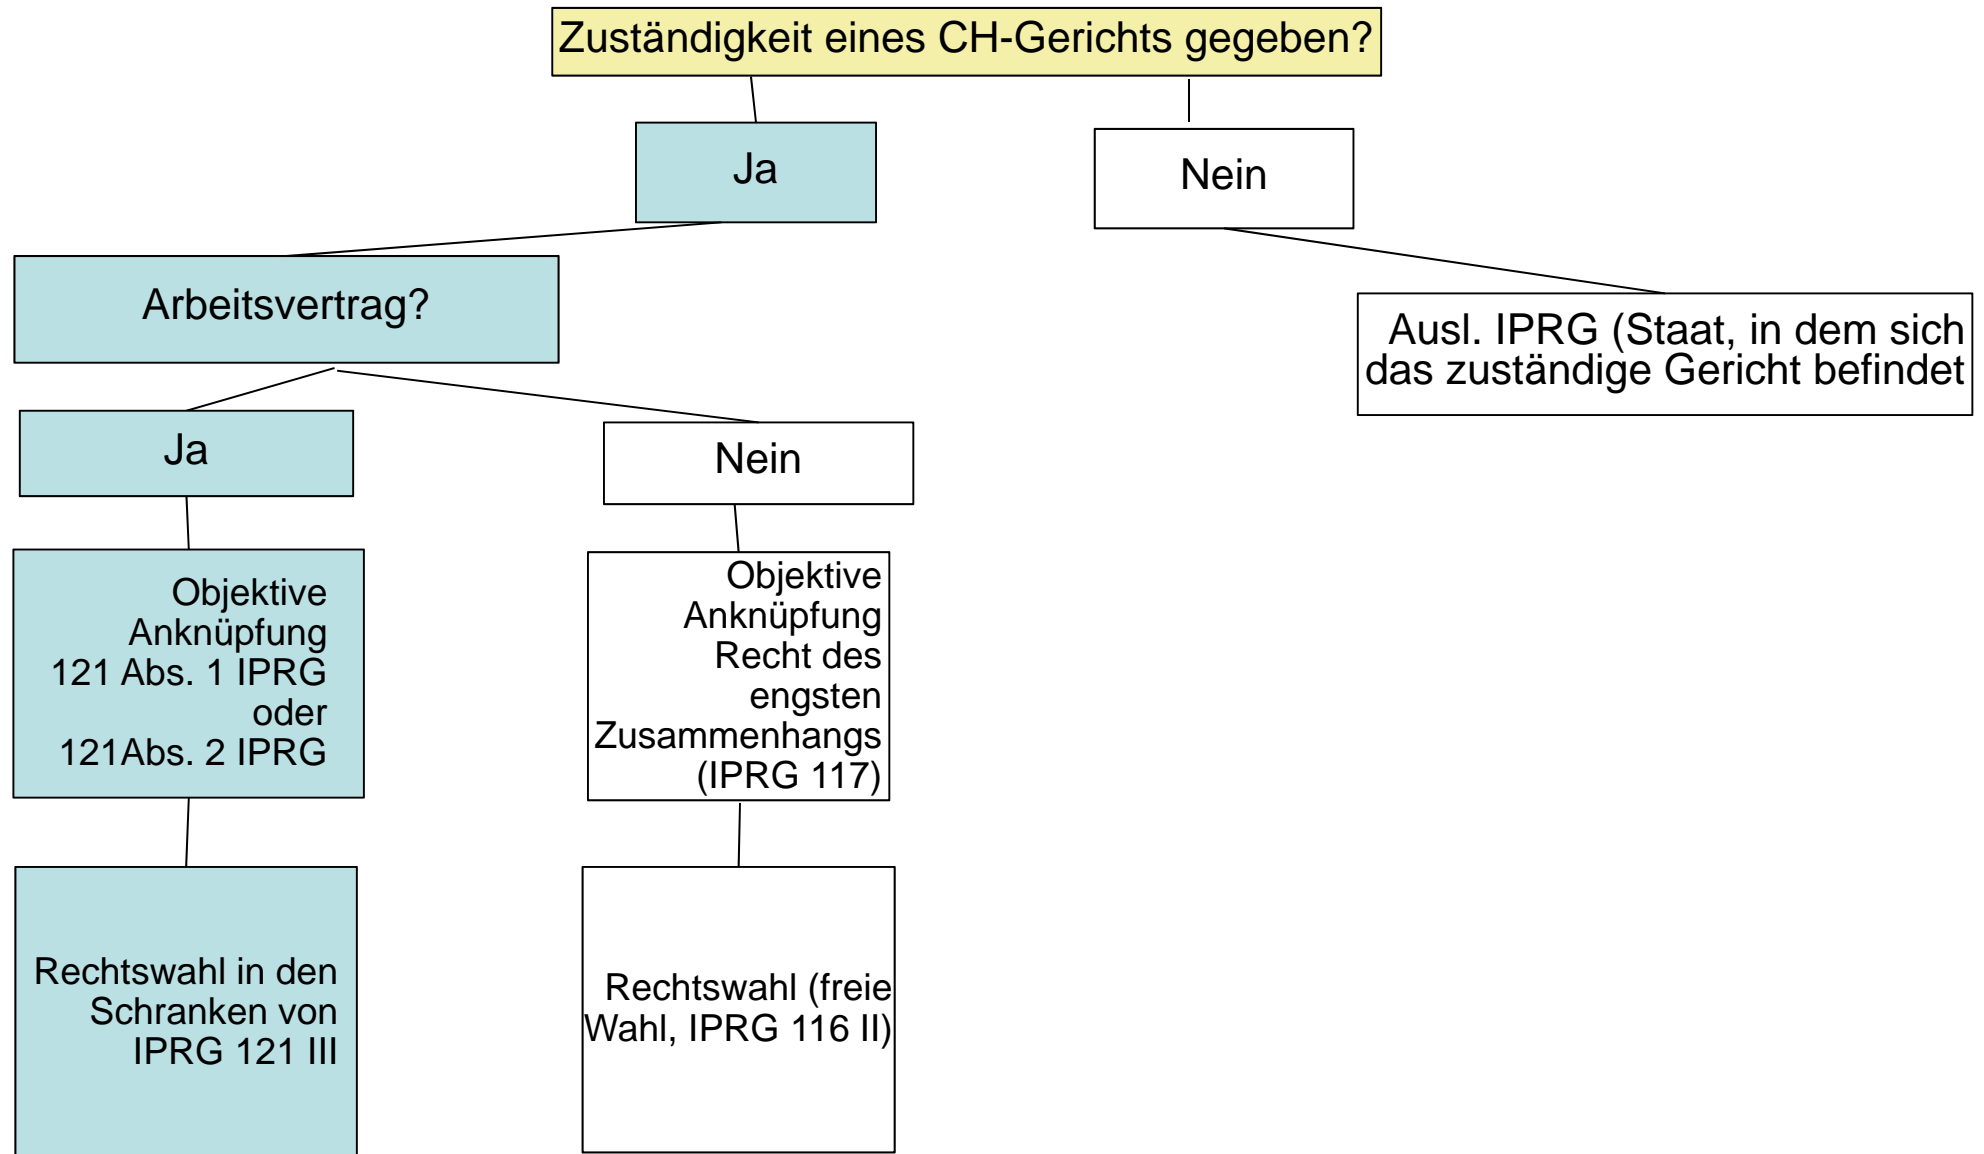 Zuständigkeit eines CH-Gerichts gegeben?
Ja
Nein
Arbeitsvertrag?
Ausl. IPRG (Staat, in dem sich
das zuständige Gericht befindet
Ja
Nein
Objektive
Anknüpfung
121 Abs. 1 IPRG
oder
121Abs. 2 IPRG
Objektive
Anknüpfung
Recht des
engsten
Zusammenhangs
(IPRG 117)
Rechtswahl in den
Schranken von
IPRG 121 III
Rechtswahl (freie
Wahl, IPRG 116 II)